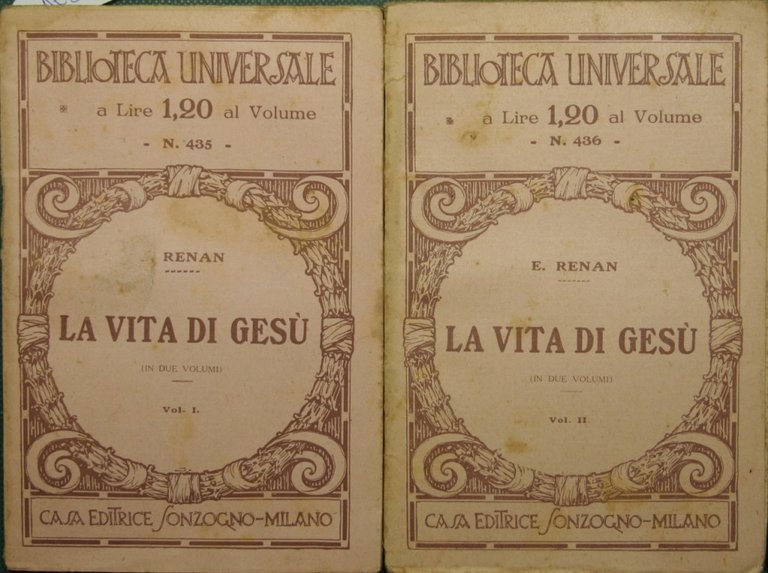 BIBLIOTECA UNIVERSALE
a Lire 1,20 al Volume
- N. 435 -
RENAN
LA VITA DI GESÙ
(IN DUE VOLUMI)
Vol- I.
CASA EDITRICE SONZOGNO-MILANO
BIBLIOTECA UNIVERSALE
a Lire 1,20 al Volume
- N. 436 -
E. RENAN
LA VITA DI GESÙ
(IN DUE VOLUMI)
Vol. II.
CASA EDITRICE SONZOGNO-MILANO